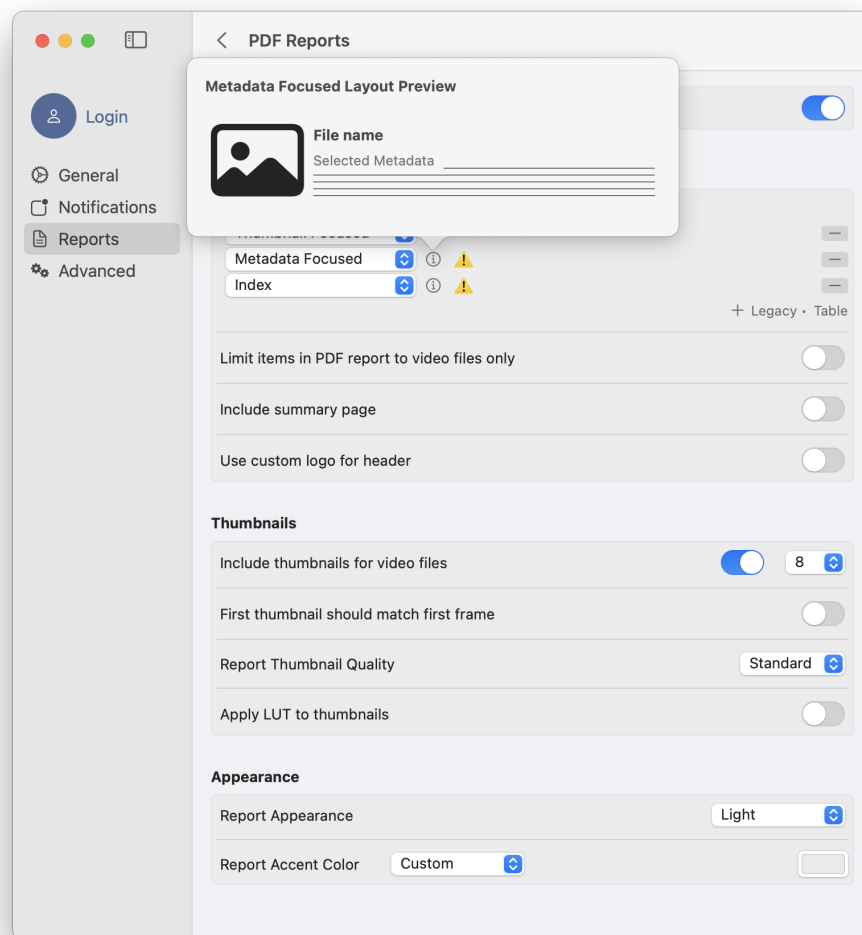 PDF Reports
Metadata Focused Layout Preview
File name
Selected Metadata
Login
General
Notifications
Reports
Advanced
Metadata Focused
Index
+ Legacy • Table
Limit items in PDF report to video files only
Include summary page
Use custom logo for header
Thumbnails
Include thumbnails for video files 8
First thumbnail should match first frame
Report Thumbnail Quality Standard
Apply LUT to thumbnails
Appearance
Report Appearance Light
Report Accent Color Custom